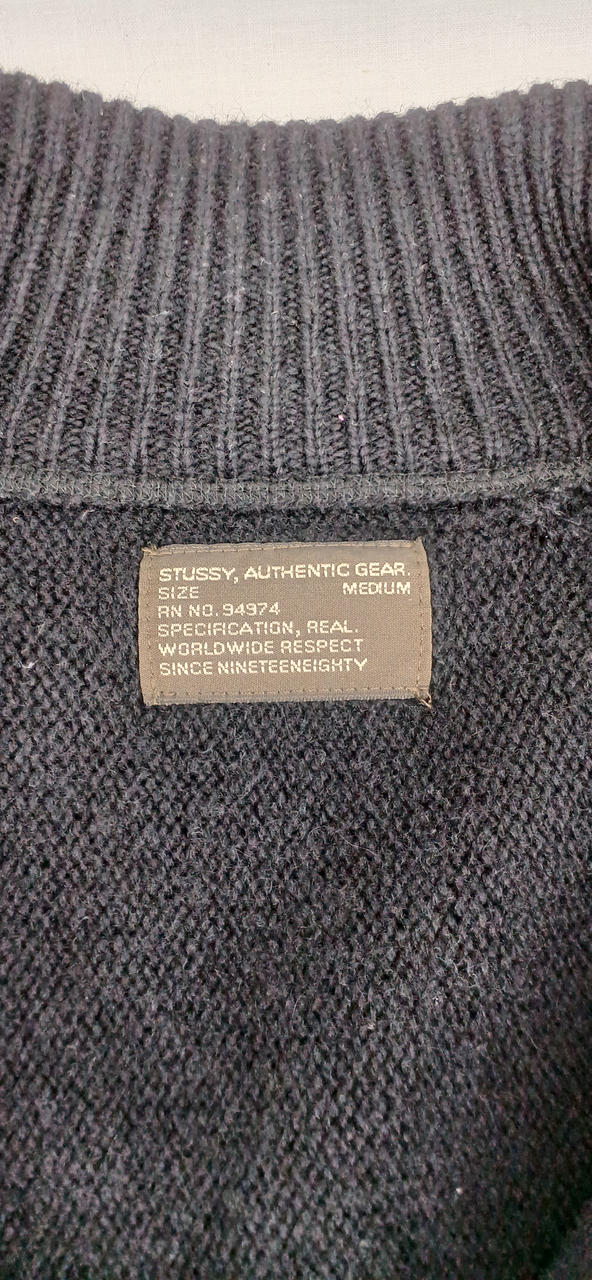 STUSSY, AUTHENTIC GEAR.
SIZE MEDIUM
RN NO. 94974
SPECIFICATION, REAL.
WORLDWIDE RESPECT
SINCE NINETEENEIGHTY